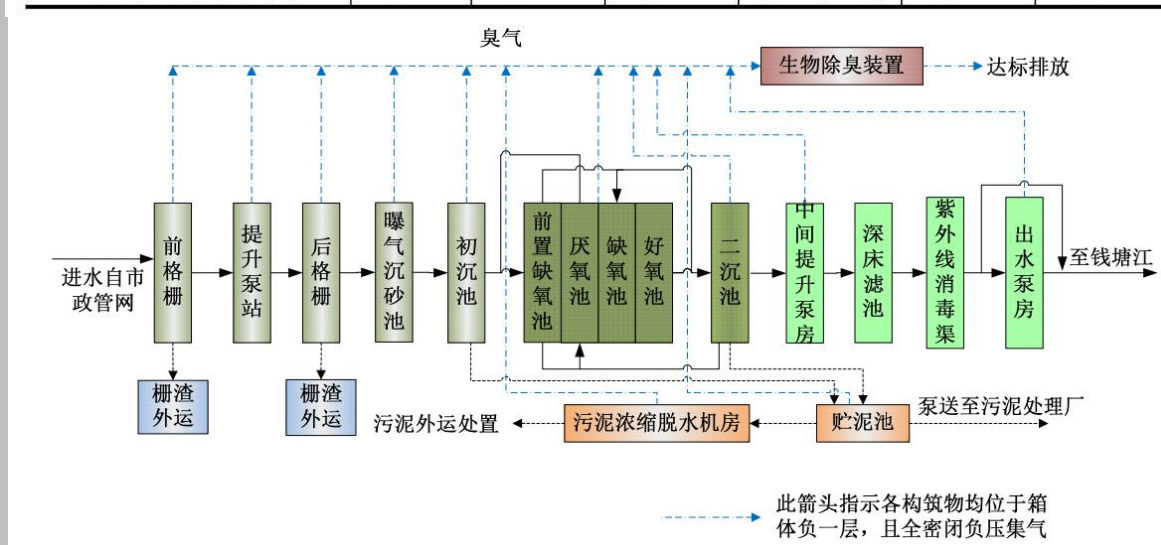 臭气
生物除臭装置
达标排放
进水自市
政管网
前格栅
提升泵站
后格栅
曝气沉砂池
初沉池
前置缺氧池
厌氧池
缺氧池
好氧池
二沉池
中间提升泵房
深床滤池
紫外线消毒渠
出水泵房
至钱塘江
栅渣
外运
栅渣
外运
污泥外运处置
污泥浓缩脱水机房
贮泥池
泵送至污泥处理厂
此箭头指示各构筑物均位于箱
体负一层，且全密闭负压集气